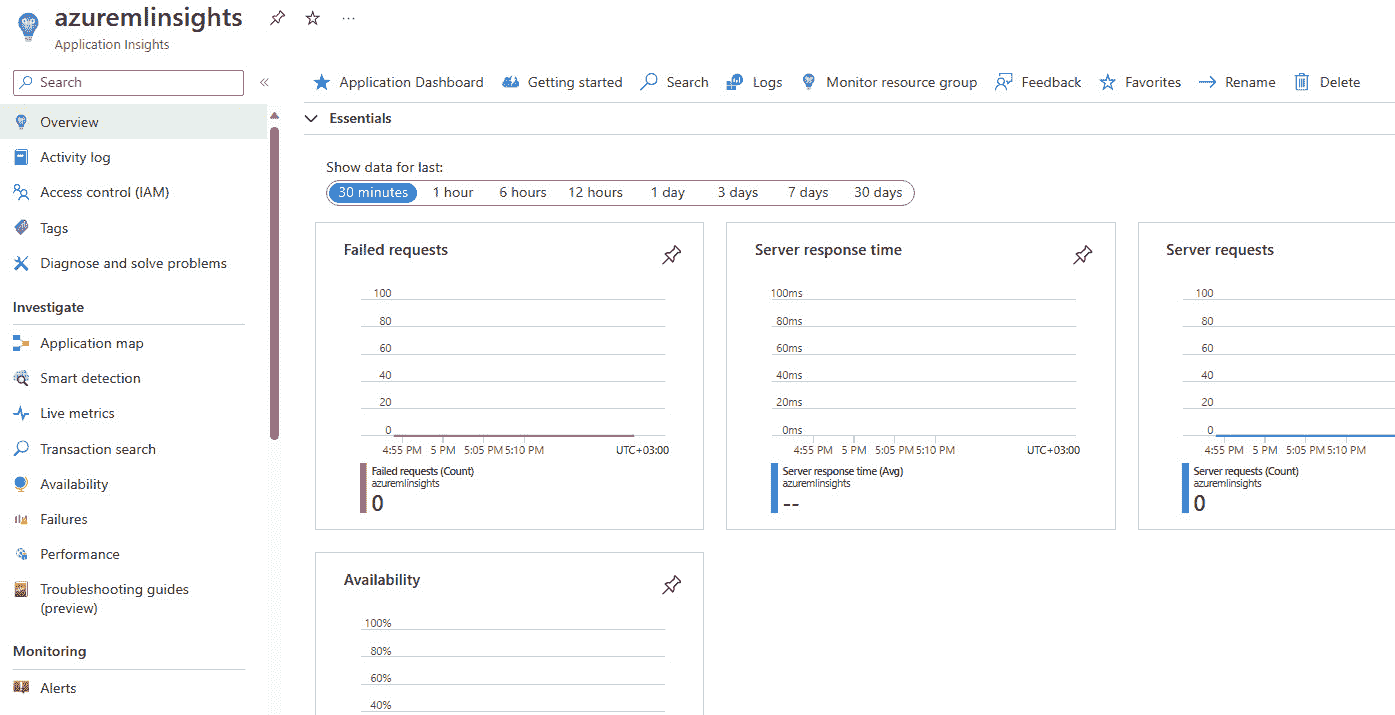 azuremlinsights
Application Insights
Search
Application Dashboard Getting started Search Logs Monitor resource group Feedback Favorites Rename Delete
Overview
Activity log
Access control (IAM)
Tags
Diagnose and solve problems
Investigate
Application map
Smart detection
Live metrics
Transaction search
Availability
Failures
Performance
Troubleshooting guides
(preview)
Monitoring
Alerts
Essentials
Show data for last:
30 minutes 1 hour 6 hours 12 hours 1 day 3 days 7 days 30 days
Failed requests
100
80
60
40
20
0
4:55 PM 5 PM 5:05 PM 5:10 PM UTC+03:00
Failed requests (Count)
azuremlinsights
0
Server response time
100ms
80ms
60ms
40ms
20ms
0ms
4:55 PM 5 PM 5:05 PM 5:10 PM UTC+03:00
Server response time (Avg)
azuremlinsights
--
Server requests
100
80
60
40
20
0
4:55 PM 5 PM 5:05 PM 5:10 PM
Server requests (Count)
azuremlinsights
0
Availability
100%
80%
60%
40%